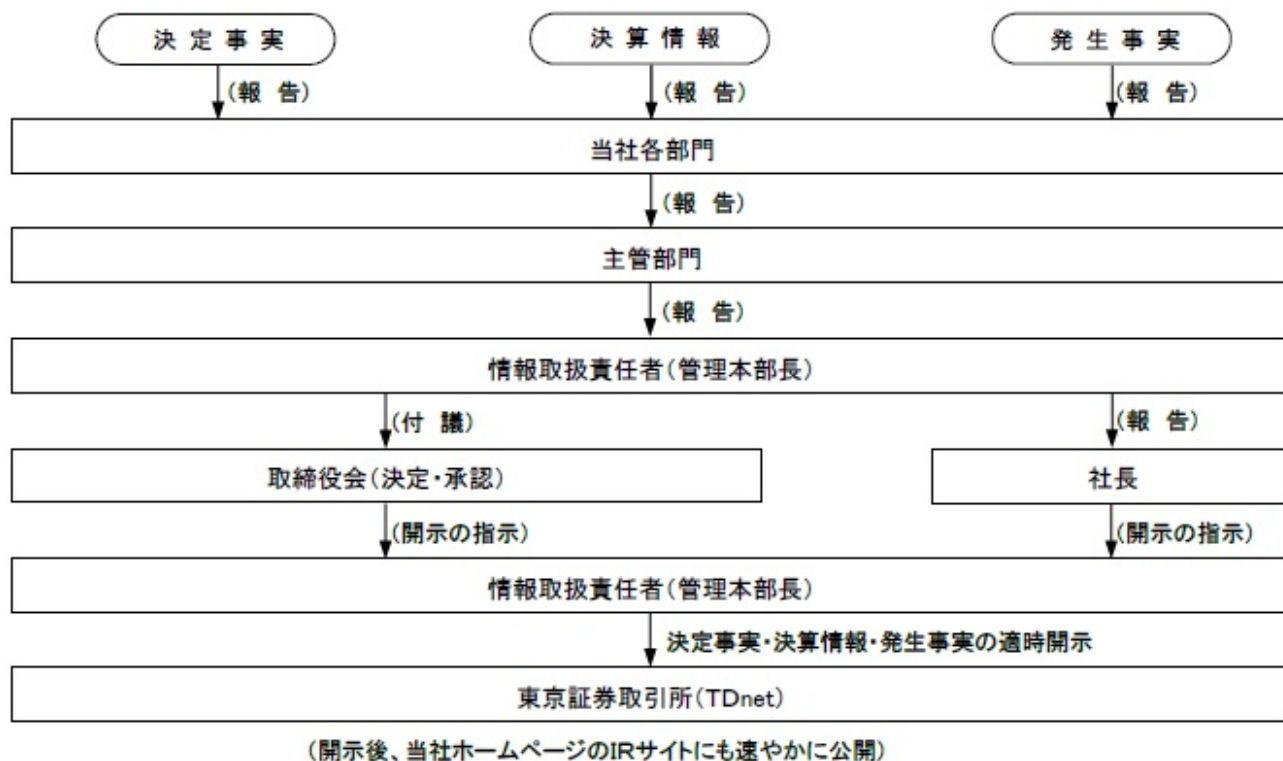 決定事実 決算情報 発生事実
(報 告) (報 告) (報 告)
当社各部門
(報 告)
主管部門
(報 告)
情報取扱責任者(管理本部長)
(付 議) (報 告)
取締役会(決定・承認) 社長
(開示の指示) (開示の指示)
情報取扱責任者(管理本部長)
決定事実・決算情報・発生事実の適時開示
東京証券取引所(TDnet)
(開示後、当社ホームページのIRサイトにも速やかに公開)